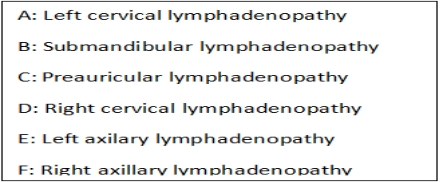 A: Left cervical lymphadenopathy
B: Submandibular lymphadenopathy
C: Preauricular lymphadenopathy
D: Right cervical lymphadenopathy
E: Left axilary lymphadenopathy
F: Right axillary lymphadenopathy